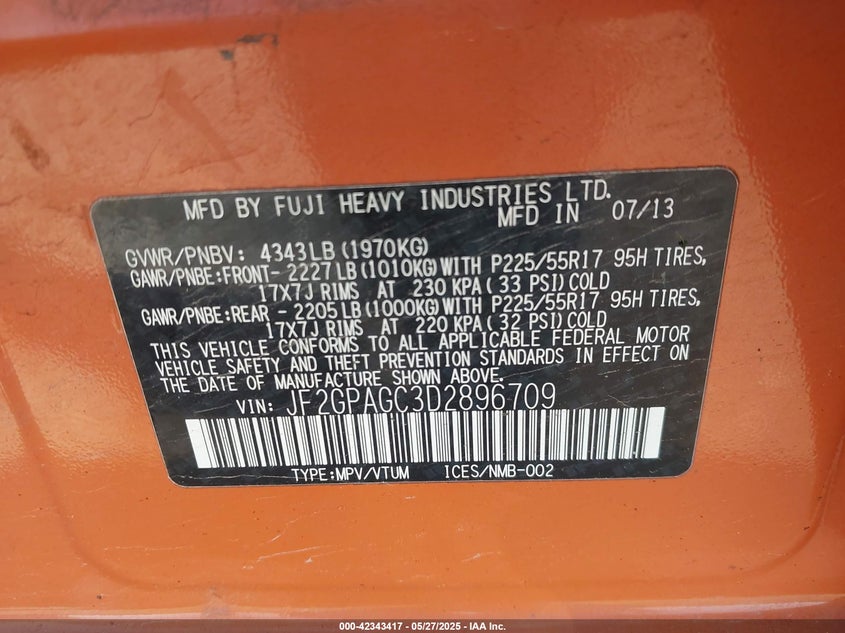 MFD BY FUJI HEAVY INDUSTRIES LTD.
MFD IN 07/13
GVWR/PNBV: 4343LB (1970KG)
GAWR/PNBE:FRONT- 2227LB (1010KG) WITH P225/55R17 95H TIRES,
17X7J RIMS AT 230 KPA ( 33 PSI) COLD
GAWR/PNBE:REAR - 2205LB (1000KG) WITH P225/55R17 95H TIRES,
17X7J RIMS AT 220 KPA ( 32 PSI) COLD
THIS VEHICLE CONFORMS TO ALL APPLICABLE FEDERAL MOTOR
VEHICLE SAFETY AND THEFT PREVENTION STANDARDS IN EFFECT ON
THE DATE OF MANUFACTURE SHOWN ABOVE.
VIN: JF2GPAGC3D2896709
TYPE:MPV/VTUM ICES/NMB-002
000-42343417 - 05/27/2025 - IAA Inc.